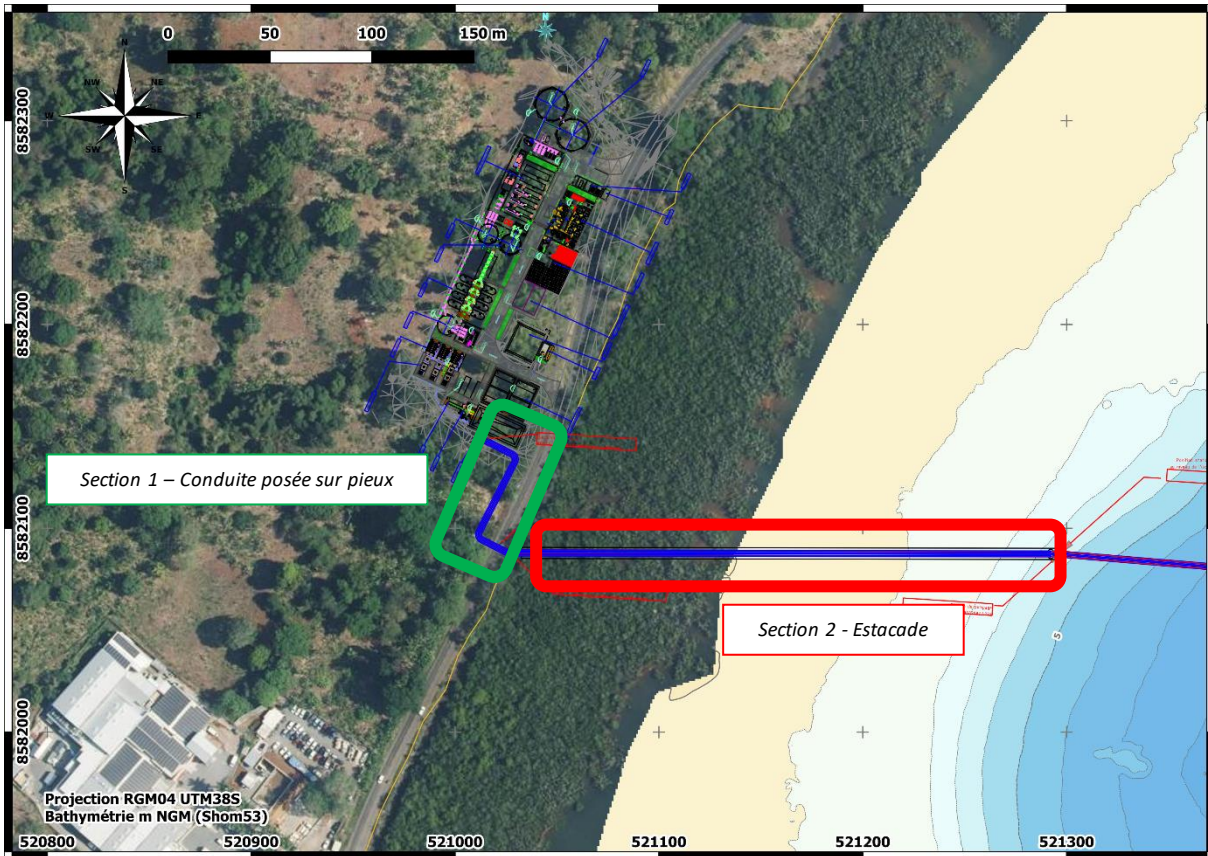 0 50 100 150 m
N
N
NW NE
W E
SW SE
S
8582300
8582200
Section 1 – Conduite posée sur pieux
8582100
Section 2 - Estacade
5
8582000
Projection RGM04 UTM38S
Bathymétrie m NGM (Shom53)
520800 520900 521000 521100 521200 521300